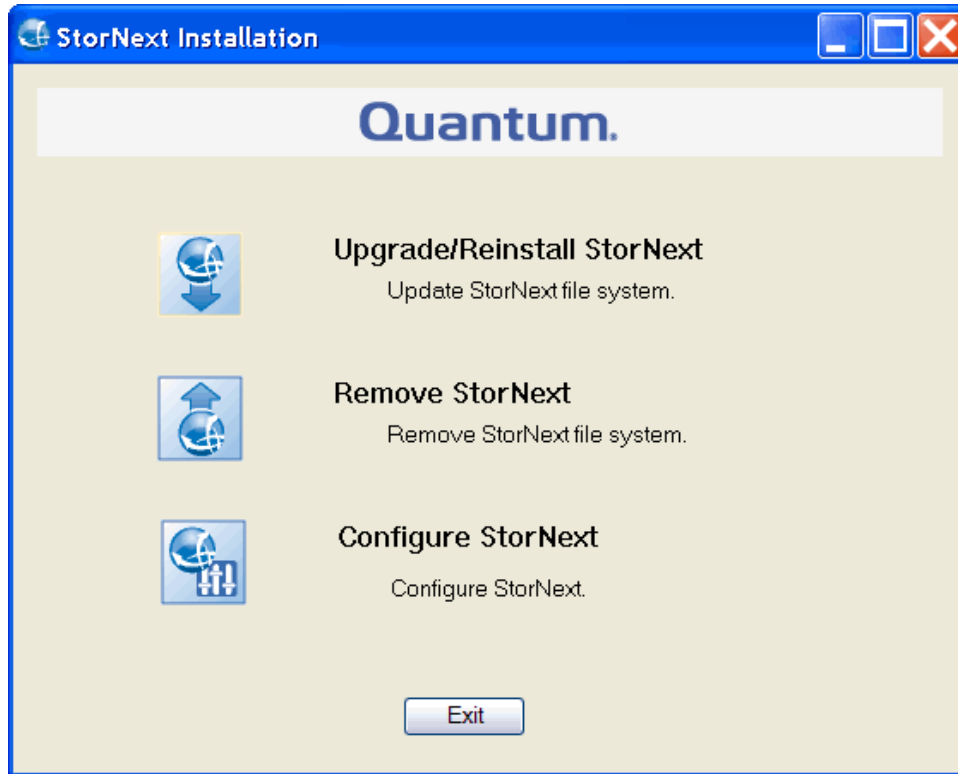 StorNext Installation
Quantum.
Upgrade/Reinstall StorNext
Update StorNext file system.
Remove StorNext
Remove StorNext file system.
Configure StorNext
Configure StorNext.
Exit